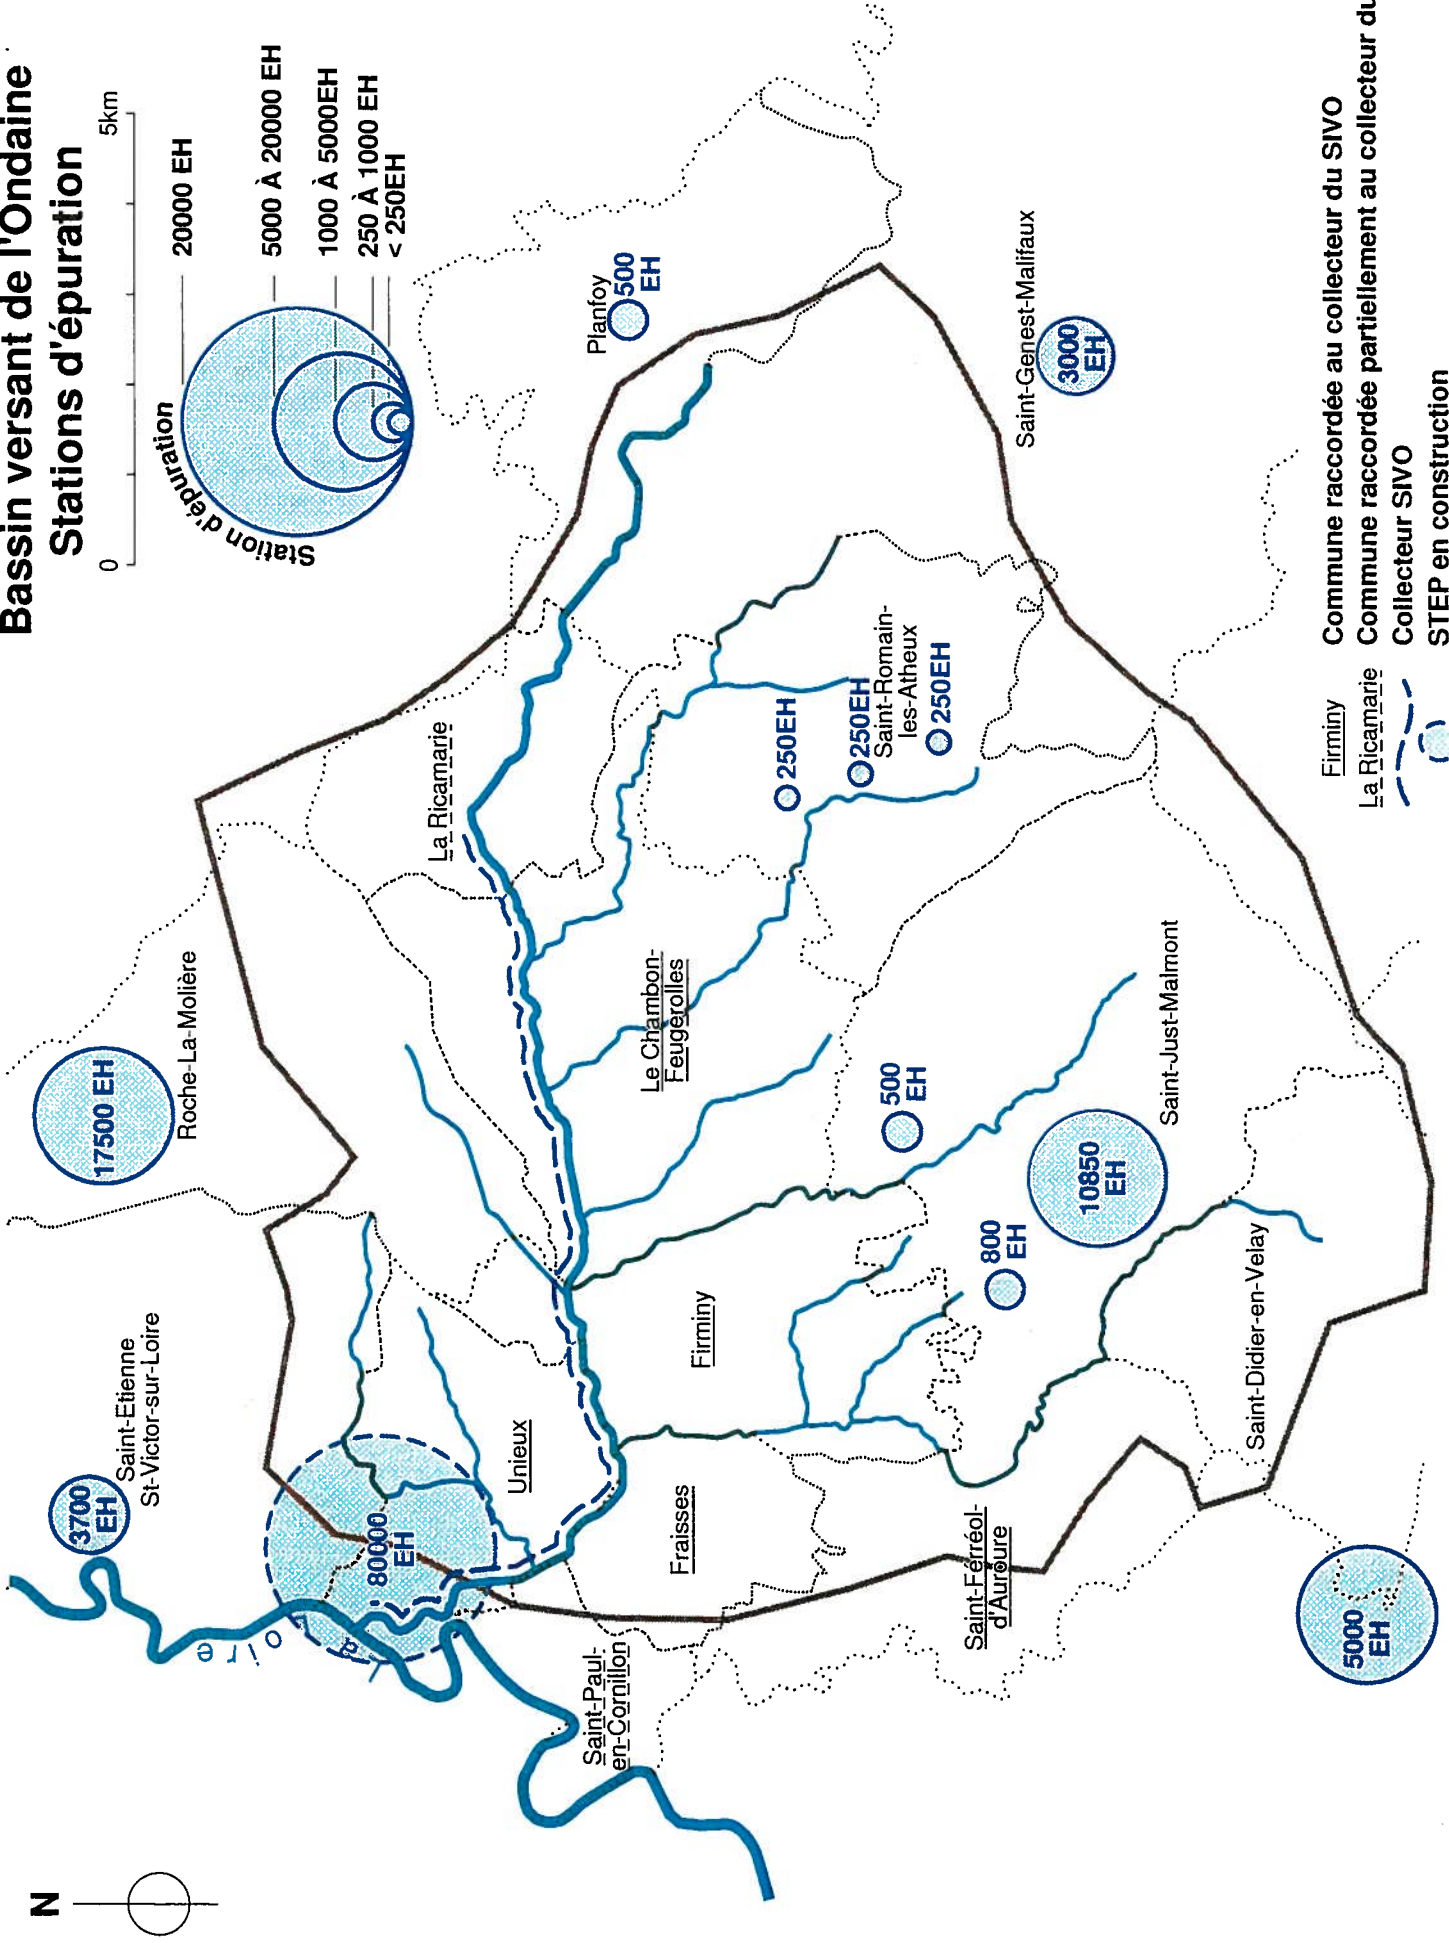 Bassin versant de l'Ondaine
Stations d'épuration
0
5km
Station d'épuration
20000 EH
5000 À 20000 EH
1000 À 5000EH
250 À 1000 EH
< 250EH
N
3700
EH
Saint-Etienne
St-Victor-sur-Loire
17500 EH
Roche-La-Molière
la Loire
80000
EH
Unieux
La Ricamarie
Planfoy
500
EH
Saint-Paul-
en-Cornillon
Fraisses
Firminy
Le Chambon-
Feugerolles
250EH
250EH
Saint-Romain-
les-Atheux
250EH
Saint-Genest-Malifaux
3000
EH
500
EH
800
EH
10850
EH
Saint-Just-Malmont
Saint-Ferréol-
d'Auroure
Saint-Didier-en-Velay
5000
EH
Firminy
Commune raccordée au collecteur du SIVO
La Ricamarie
Commune raccordée partiellement au collecteur du
Collecteur SIVO
STEP en construction